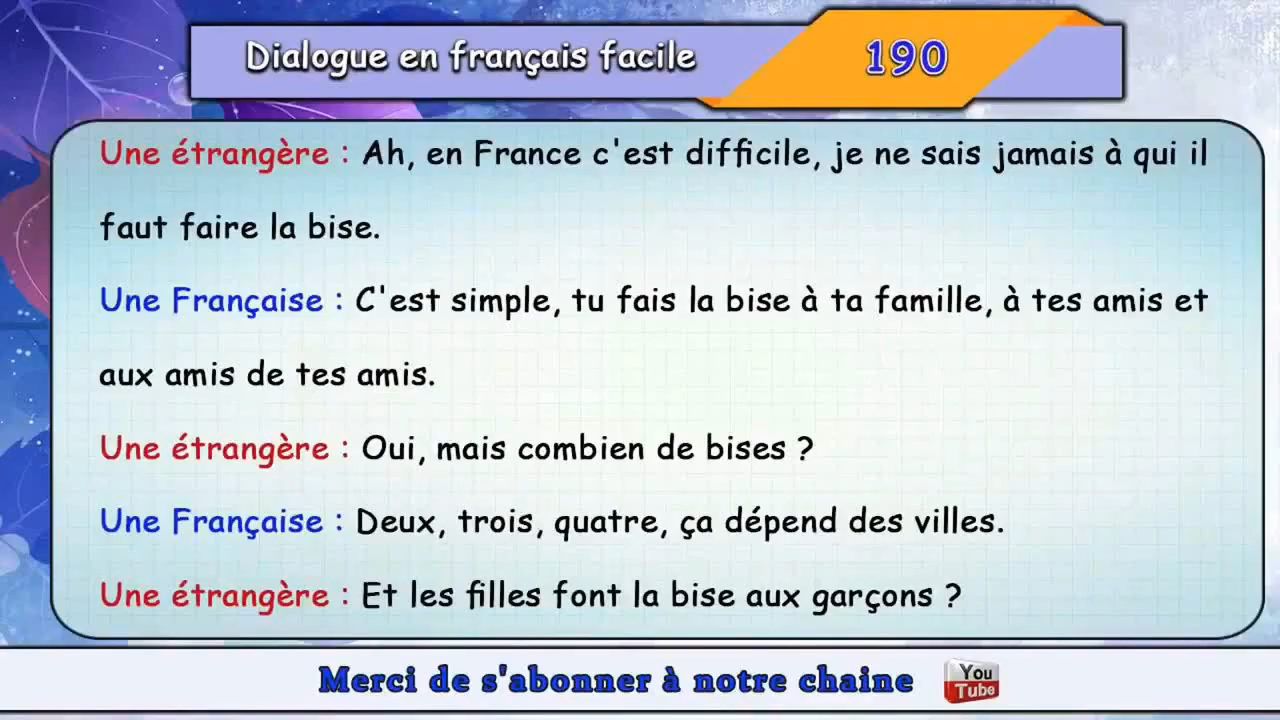 Dialogue en français facile 190
Une étrangère : Ah, en France c'est difficile, je ne sais jamais à qui il
faut faire la bise.
Une Française : C'est simple, tu fais la bise à ta famille, à tes amis et
aux amis de tes amis.
Une étrangère : Oui, mais combien de bises ?
Une Française : Deux, trois, quatre, ça dépend des villes.
Une étrangère : Et les filles font la bise aux garçons ?
Merci de s'abonner à notre chaine
You
Tube